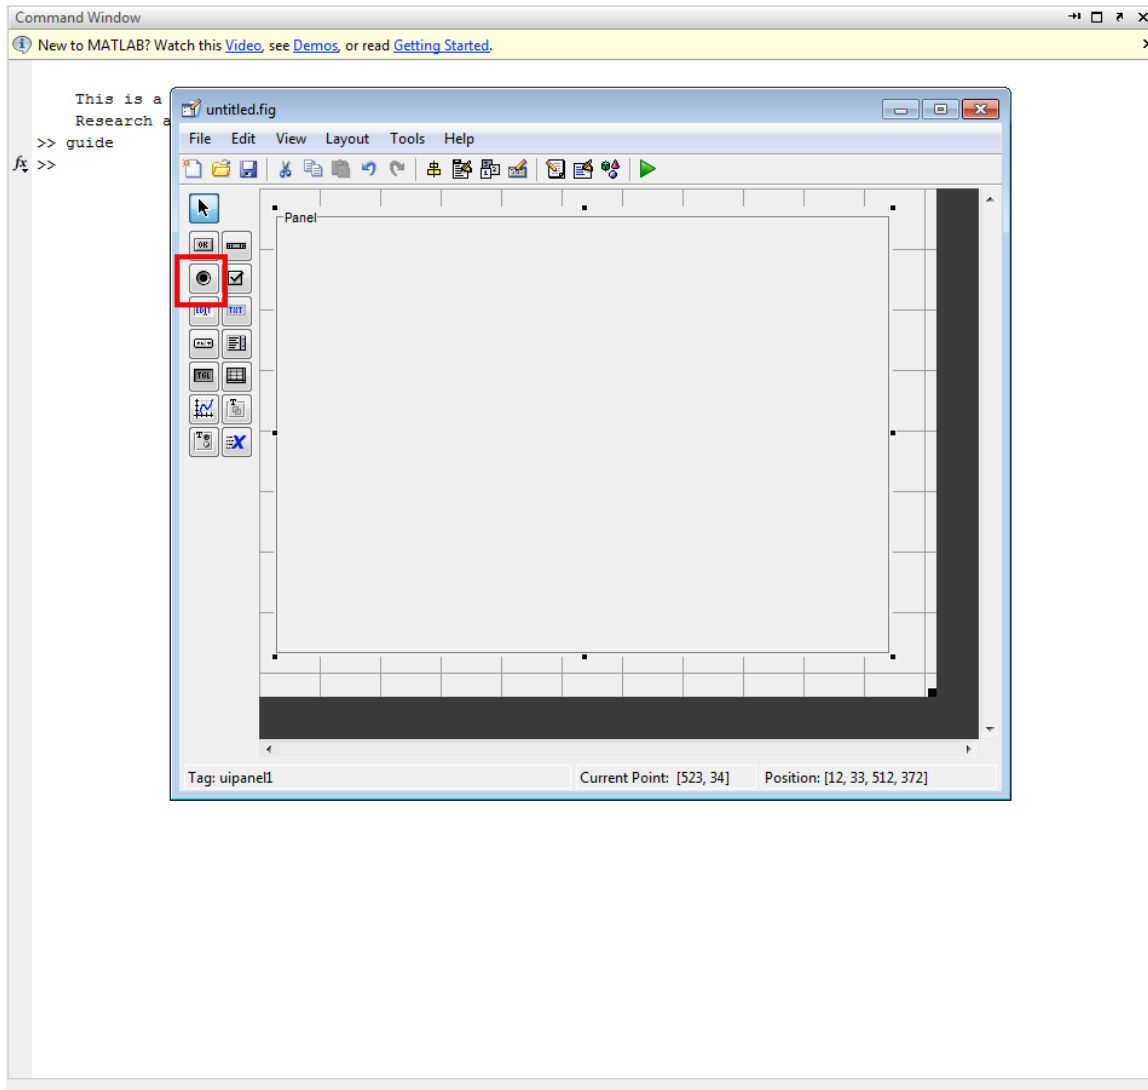 Command Window
New to MATLAB? Watch this Video, see Demos, or read Getting Started.
This is a
Research a
>> guide
fx >>
untitled.fig
File Edit View Layout Tools Help
Panel
OK
EDIT TXT
TGL
Tag: uipanel1 Current Point: [523, 34] Position: [12, 33, 512, 372]